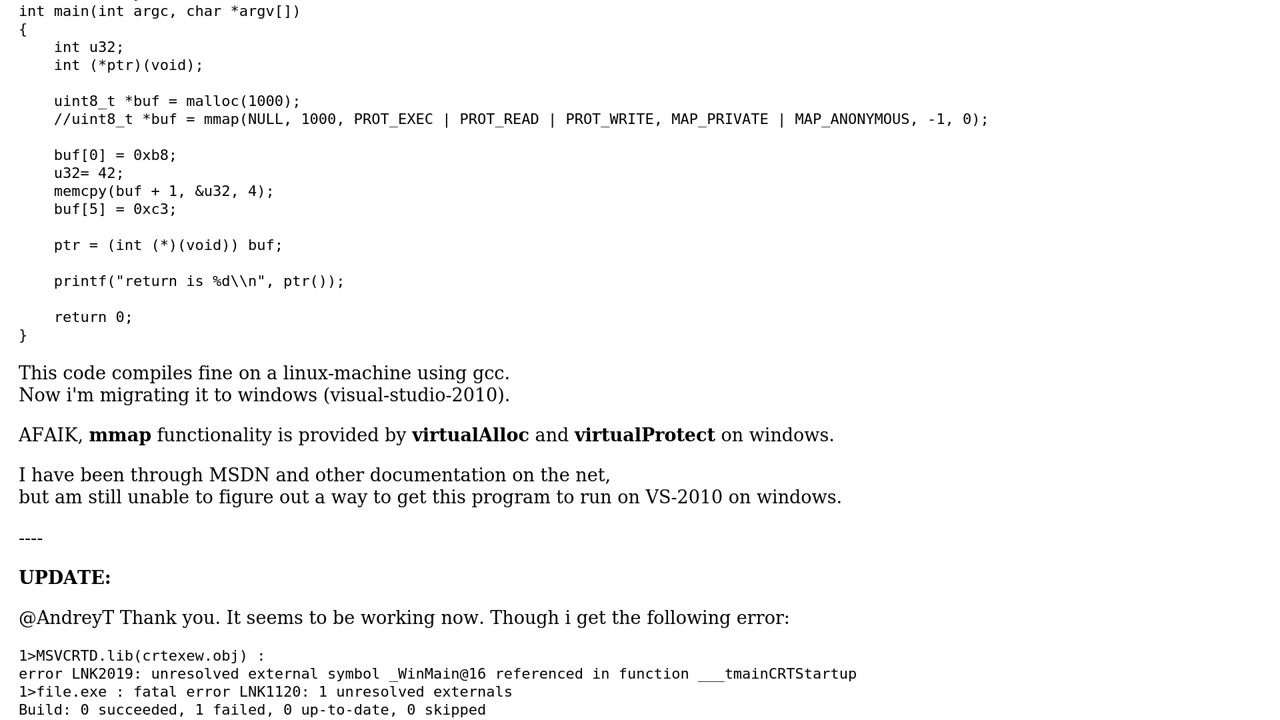 int main(int argc, char *argv[])
{
    int u32;
    int (*ptr)(void);
    uint8_t *buf = malloc(1000);
    //uint8_t *buf = mmap(NULL, 1000, PROT_EXEC | PROT_READ | PROT_WRITE, MAP_PRIVATE | MAP_ANONYMOUS, -1, 0);
    buf[0] = 0xb8;
    u32= 42;
    memcpy(buf + 1, &u32, 4);
    buf[5] = 0xc3;
    ptr = (int (*)(void)) buf;
    printf("return is %d\\n", ptr());
    return 0;
}
This code compiles fine on a linux-machine using gcc.
Now i'm migrating it to windows (visual-studio-2010).
AFAIK, mmap functionality is provided by virtualAlloc and virtualProtect on windows.
I have been through MSDN and other documentation on the net,
but am still unable to figure out a way to get this program to run on VS-2010 on windows.
----
UPDATE:
@AndreyT Thank you. It seems to be working now. Though i get the following error:
1>MSVCRTD.lib(crtexew.obj) :
error LNK2019: unresolved external symbol _WinMain@16 referenced in function ___tmainCRTStartup
1>file.exe : fatal error LNK1120: 1 unresolved externals
Build: 0 succeeded, 1 failed, 0 up-to-date, 0 skipped